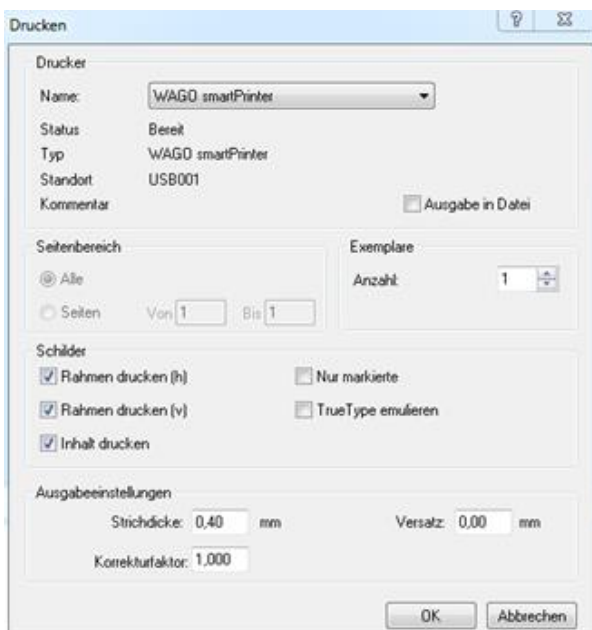 Drucken
Drucker
Name: WAGO smartPrinter
Status Bereit
Typ WAGO smartPrinter
Standort USB001
Kommentar Ausgabe in Datei
Seitenbereich Exemplare
Alle Anzahl: 1
Seiten Von 1 Bis 1
Schilder
Rahmen drucken (h) Nur markierte
Rahmen drucken (v) TrueType emulieren
Inhalt drucken
Ausgabeeinstellungen
Strichdicke: 0,40 mm Versatz: 0,00 mm
Korrekturfaktor: 1,000
OK Abbrechen